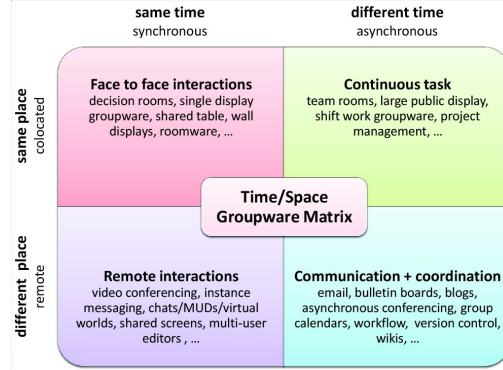 same time
synchronous
different time
asynchronous
same place
colocated
Face to face interactions
decision rooms, single display
groupware, shared table, wall
displays, roomware, …
Continuous task
team rooms, large public display,
shift work groupware, project
management, …
Time/Space
Groupware Matrix
different place
remote
Remote interactions
video conferencing, instance
messaging, chats/MUDs/virtual
worlds, shared screens, multi-user
editors , …
Communication + coordination
email, bulletin boards, blogs,
asynchronous conferencing, group
calendars, workflow, version control,
wikis, …